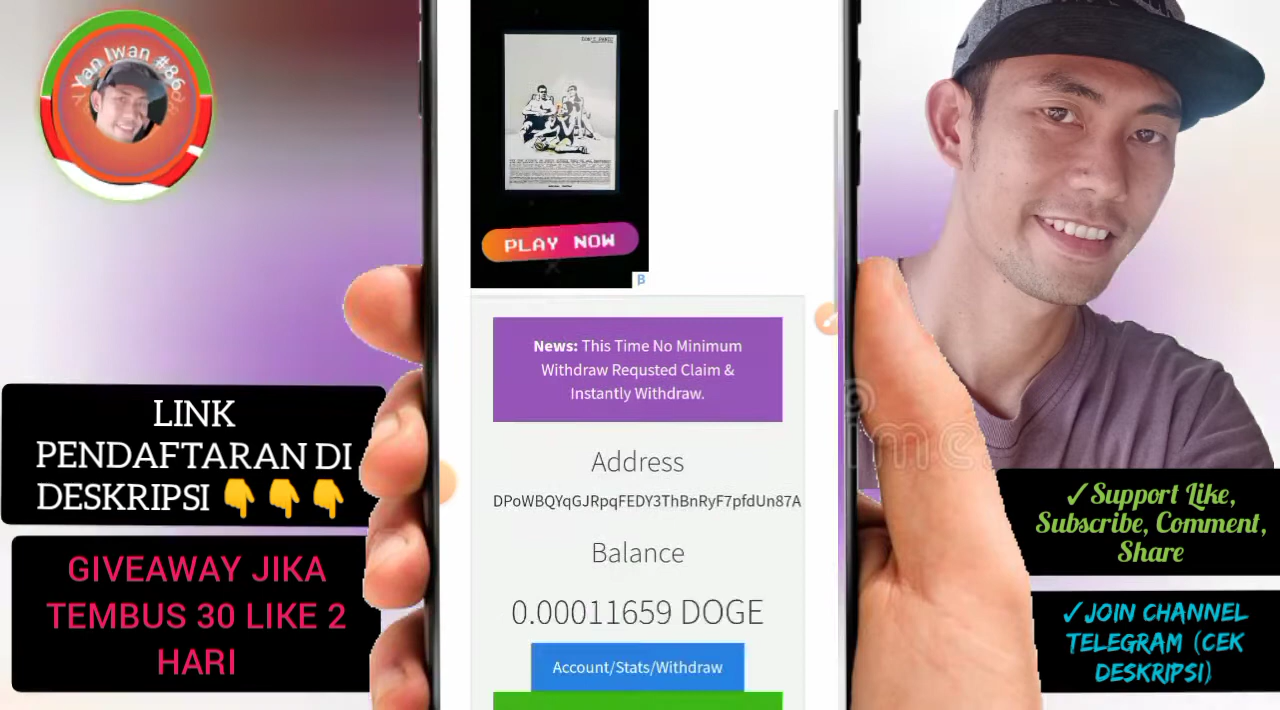 Yan Iwan #86
PLAY NOW
News: This Time No Minimum
Withdraw Requsted Claim &
Instantly Withdraw.
Address
DPoWBQYqGJRpqFEDY3ThBnRyF7pfdUn87A
Balance
0.00011659 DOGE
Account/Stats/Withdraw
LINK
PENDAFTARAN DI
DESKRIPSI 👇👇👇
GIVEAWAY JIKA
TEMBUS 30 LIKE 2
HARI
✓Support Like,
Subscribe, Comment,
Share
✓JOIN CHANNEL
TELEGRAM (CEK
DESKRIPSI)